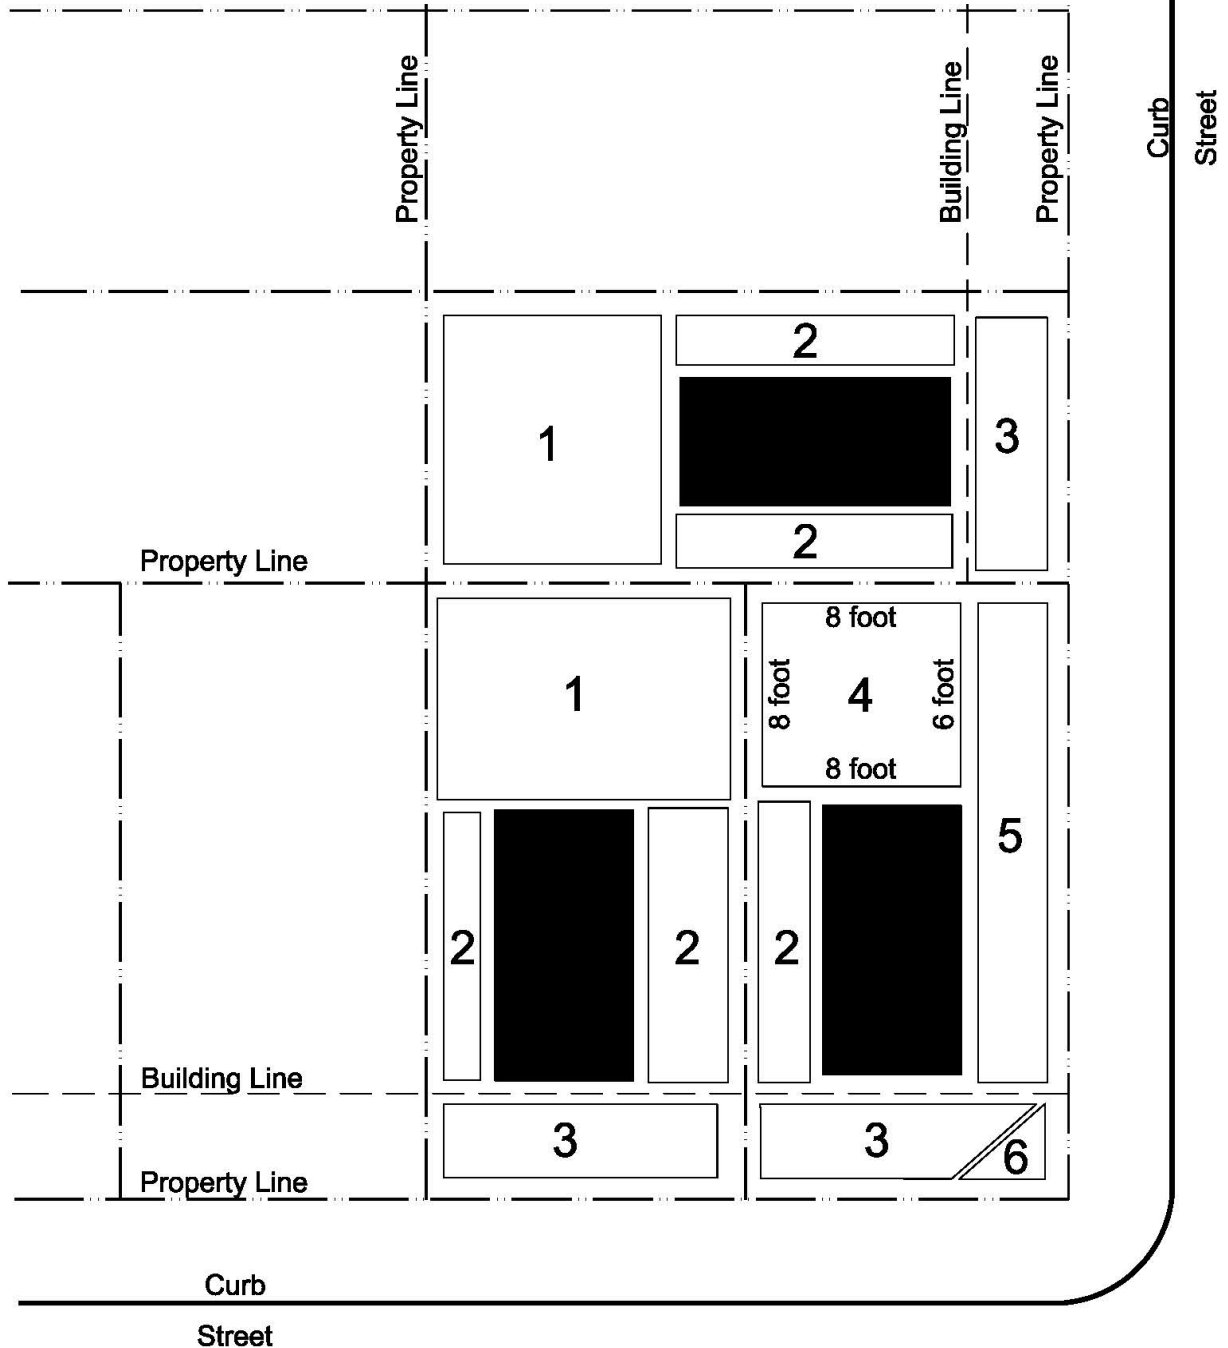 Property Line
Building Line
Property Line
Curb
Street
2
1
3
2
Property Line
8 foot
1
8 foot
4
6 foot
8 foot
5
2
2
2
Building Line
3
3
6
Property Line
Curb
Street